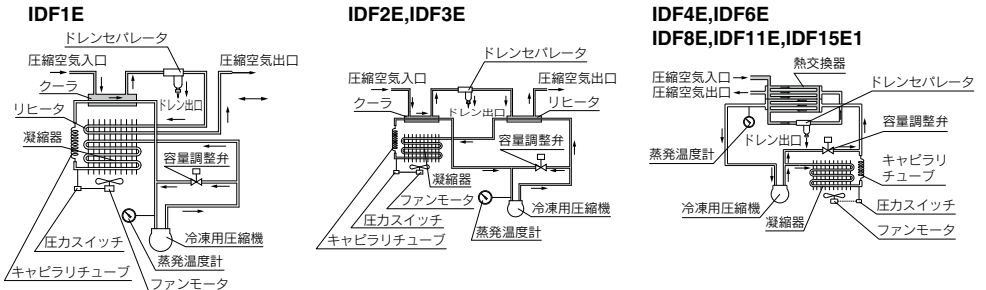 IDF1E
ドレンセパレータ
圧縮空気入口
圧縮空気出口
クーラ
ドレン出口
リヒータ
凝縮器
容量調整弁
冷凍用圧縮機
圧力スイッチ
蒸発温度計
キャピラリチューブ
ファンモータ
IDF2E,IDF3E
ドレンセパレータ
圧縮空気入口
圧縮空気出口
クーラ
ドレン出口
リヒータ
容量調整弁
凝縮器
ファンモータ
冷凍用圧縮機
圧力スイッチ
キャピラリチューブ
蒸発温度計
IDF4E,IDF6E
IDF8E,IDF11E,IDF15E1
熱交換器
圧縮空気入口
圧縮空気出口
ドレンセパレータ
ドレン出口
容量調整弁
蒸発温度計
キャピラリ
チューブ
冷凍用圧縮機
圧力スイッチ
凝縮器
ファンモータ